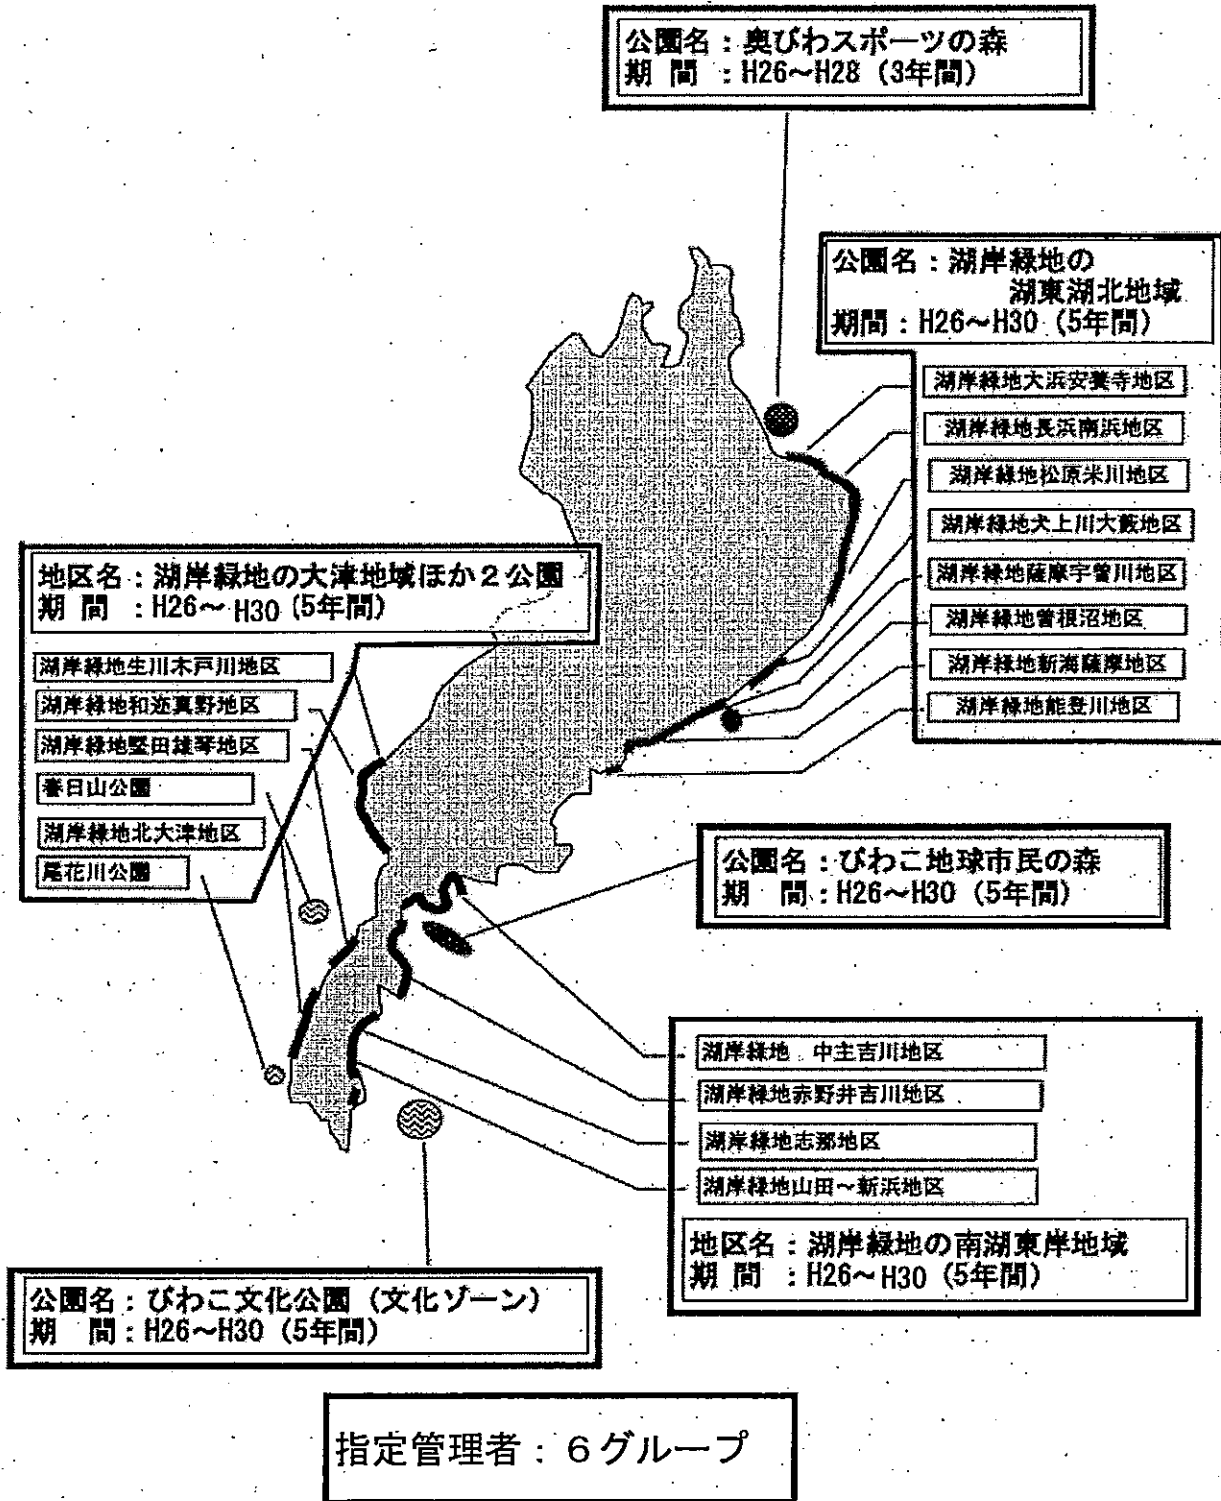 公園名：奥びわスポーツの森
期　間　：H26～H28（3年間）
公園名：湖岸緑地の
湖東湖北地域
期間：H26～H30（5年間）
湖岸緑地大浜安養寺地区
湖岸緑地長浜南浜地区
湖岸緑地松原米川地区
湖岸緑地犬上川大藪地区
湖岸緑地薩摩宇曽川地区
湖岸緑地曽根沼地区
湖岸緑地新海薩摩地区
湖岸緑地能登川地区
地区名：湖岸緑地の大津地域ほか２公園
期　間　：H26～H30（5年間）
湖岸緑地生川木戸川地区
湖岸緑地和迩真野地区
湖岸緑地堅田雄琴地区
春日山公園
湖岸緑地北大津地区
尾花川公園
公園名：びわこ地球市民の森
期　間：H26～H30（5年間）
湖岸緑地　中主吉川地区
湖岸緑地赤野井吉川地区
湖岸緑地志那地区
湖岸緑地山田～新浜地区
地区名：湖岸緑地の南湖東岸地域
期　間　：H26～H30（5年間）
公園名：びわこ文化公園（文化ゾーン）
期　間：H26～H30（5年間）
指定管理者：６グループ